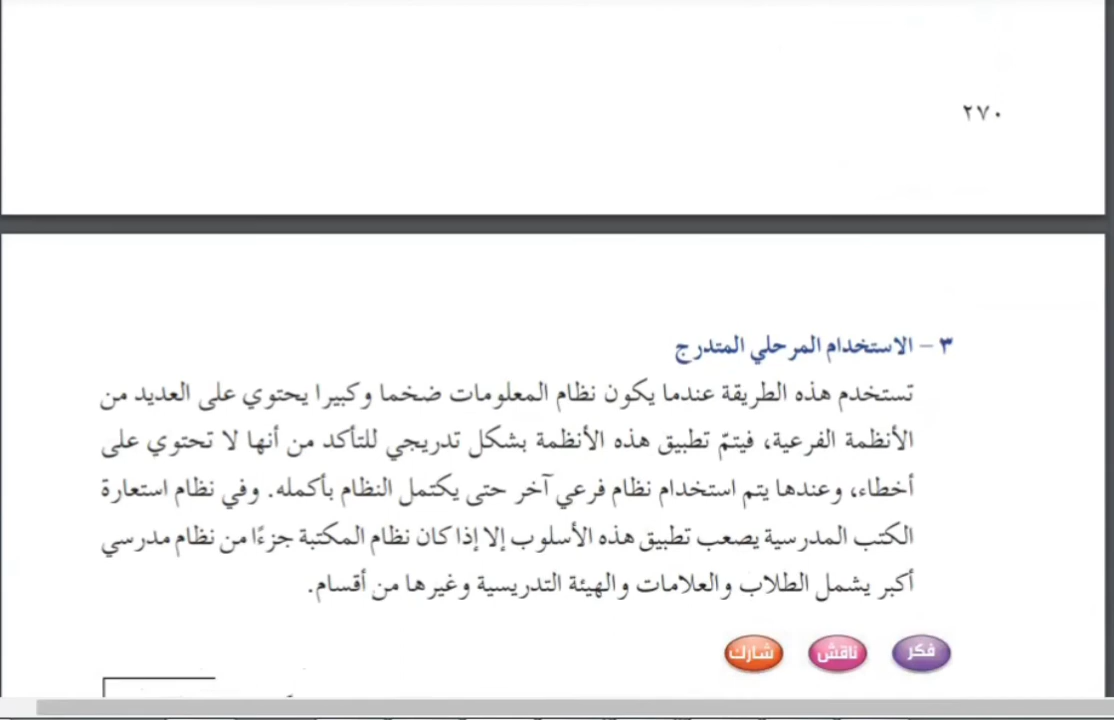 ٢٧٠
٣ – الاستخدام المرحلي المتدرج
تستخدم هذه الطريقة عندما يكون نظام المعلومات ضخما وكبيرا يحتوي على العديد من
الأنظمة الفرعية، فيتمّ تطبيق هذه الأنظمة بشكل تدريجي للتأكد من أنها لا تحتوي على
أخطاء، وعندها يتم استخدام نظام فرعي آخر حتى يكتمل النظام بأكمله. وفي نظام استعارة
الكتب المدرسية يصعب تطبيق هذه الأسلوب إلا إذا كان نظام المكتبة جزءًا من نظام مدرسي
أكبر يشمل الطلاب والعلامات والهيئة التدريسية وغيرها من أقسام.
فكر ناقش شارك